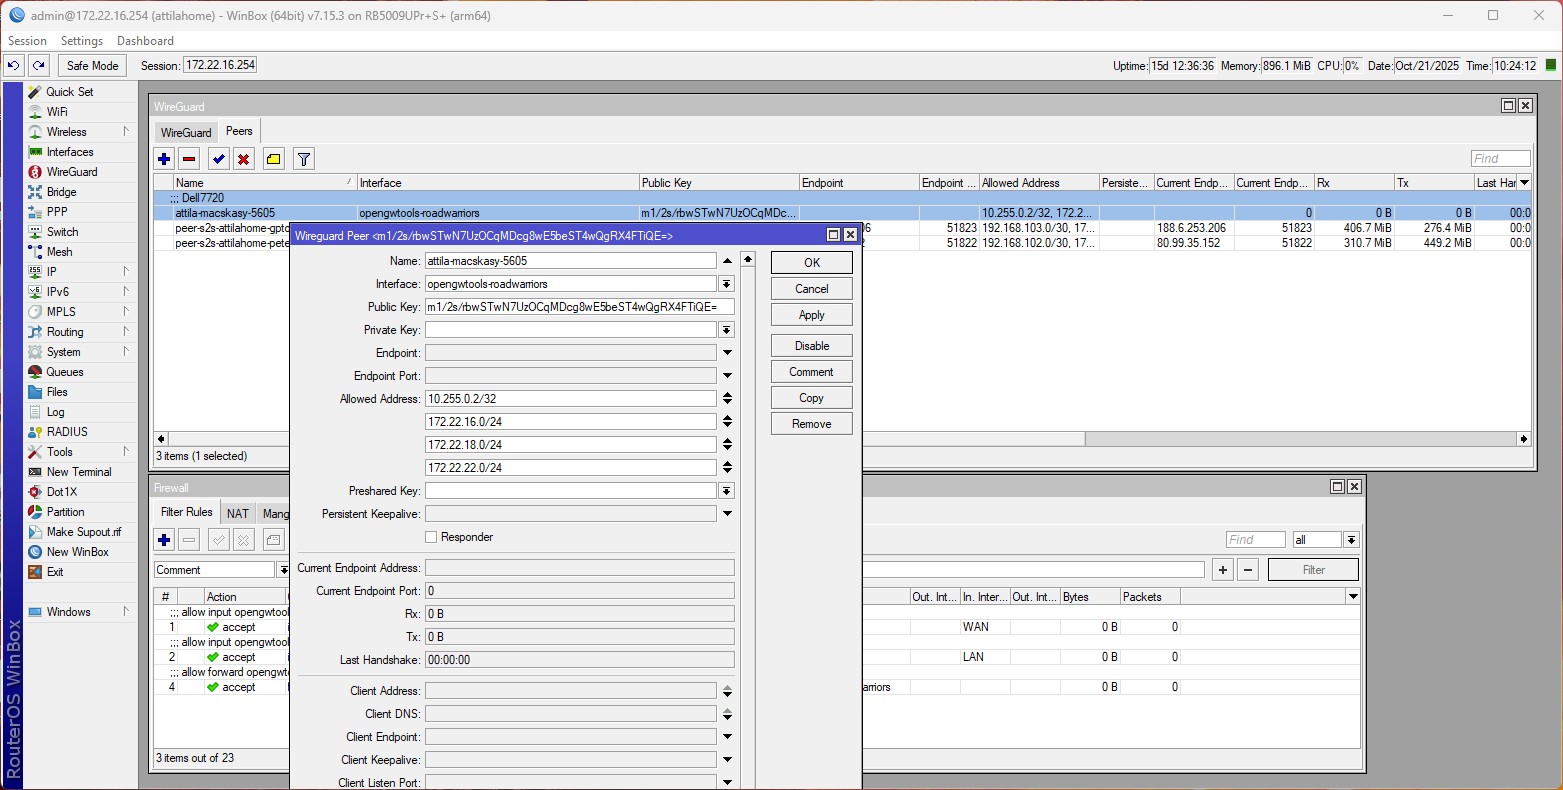 admin@172.22.16.254 (attilahome) - WinBox (64bit) v7.15.3 on RB5009UPr+S+ (arm64)
Session Settings Dashboard
Safe Mode Session: 172.22.16.254 Uptime: 15d 12:36:36 Memory: 896.1 MiB CPU: 0% Date: Oct/21/2025 Time: 10:24:12
RouterOS WinBox
Quick Set
WiFi
Wireless
Interfaces
WireGuard
Bridge
PPP
Switch
Mesh
IP
IPv6
MPLS
Routing
System
Queues
Files
Log
RADIUS
Tools
New Terminal
Dot1X
Partition
Make Supout.rif
New WinBox
Exit
Windows
WireGuard
WireGuard Peers
Find
Name Interface Public Key Endpoint Endpoint ... Allowed Address Persiste... Current Endp... Current Endp... Rx Tx Last Har
;;; Dell7720
attila-macskasy-5605 opengwtools-roadwarriors m1/2s/rbwSTwN7UzOCqMDc... 10.255.0.2/32, 172.2... 0 0 B 0 B 00:0
peer-s2s-attilahome-gptc 06 51823 192.168.103.0/30, 17... 188.6.253.206 51823 406.7 MiB 276.4 MiB 00:0
peer-s2s-attilahome-pete 2 51822 192.168.102.0/30, 17... 80.99.35.152 51822 310.7 MiB 449.2 MiB 00:0
3 items (1 selected)
Wireguard Peer <m1/2s/rbwSTwN7UzOCqMDcg8wE5beST4wQgRX4FTiQE=>
Name: attila-macskasy-5605
Interface: opengwtools-roadwarriors
Public Key: m1/2s/rbwSTwN7UzOCqMDcg8wE5beST4wQgRX4FTiQE=
Private Key:
Endpoint:
Endpoint Port:
Allowed Address: 10.255.0.2/32
172.22.16.0/24
172.22.18.0/24
172.22.22.0/24
Preshared Key:
Persistent Keepalive:
Responder
Current Endpoint Address:
Current Endpoint Port: 0
Rx: 0 B
Tx: 0 B
Last Handshake: 00:00:00
Client Address:
Client DNS:
Client Endpoint:
Client Keepalive:
Client Listen Port:
OK
Cancel
Apply
Disable
Comment
Copy
Remove
Firewall
Filter Rules NAT Mang
Find all
Comment Filter
# Action Out. Int... In. Inter... Out. Int... Bytes Packets
;;; allow input opengwtool
1 accept WAN 0 B 0
;;; allow input opengwtool
2 accept LAN 0 B 0
;;; allow forward opengwto
4 accept arriors 0 B 0
3 items out of 23